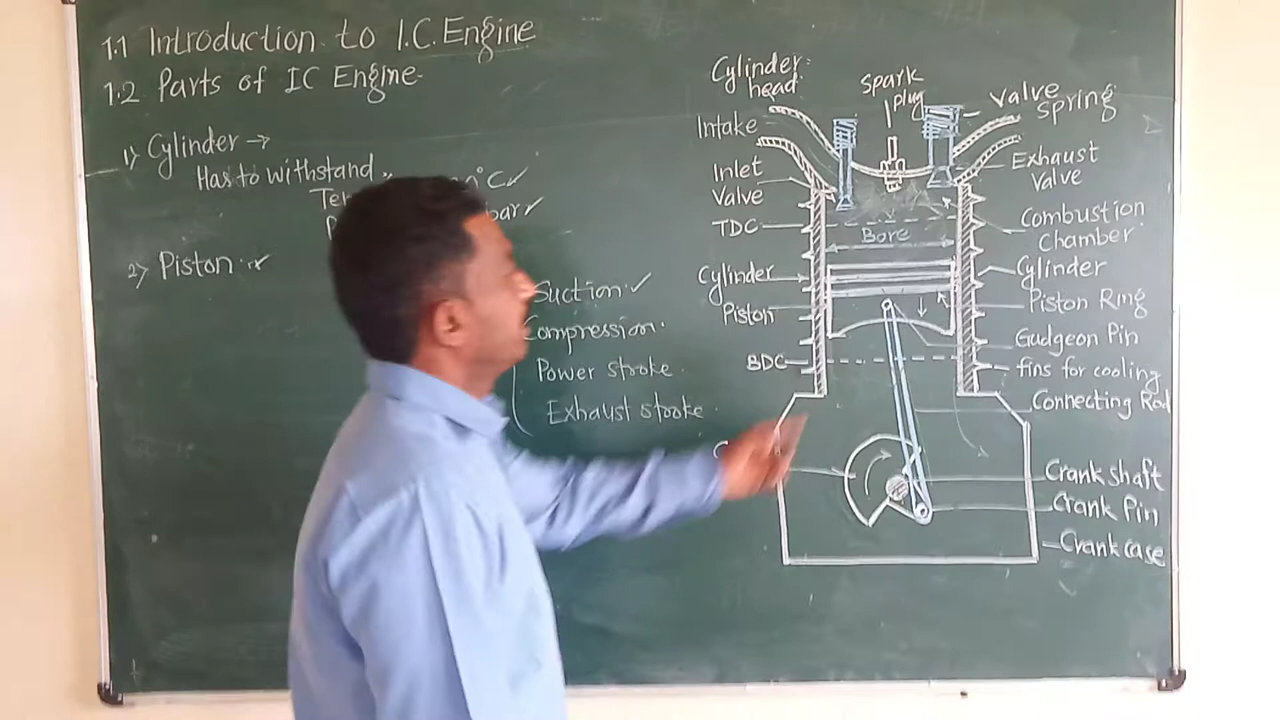 1.1 Introduction to I.C. Engine
1.2 Parts of IC Engine
1) Cylinder →
Has to withstand
°C ✓
bar ✓
2) Piston ✓
Suction ✓
Compression
Power stroke
Exhaust stroke
Cylinder head
Intake
Inlet Valve
TDC
Cylinder
Piston
BDC
Spark plug
Bore
Valve Spring
Exhaust Valve
Combustion Chamber
Cylinder
Piston Ring
Gudgeon Pin
fins for cooling
Connecting Rod
Crank shaft
Crank Pin
Crank case